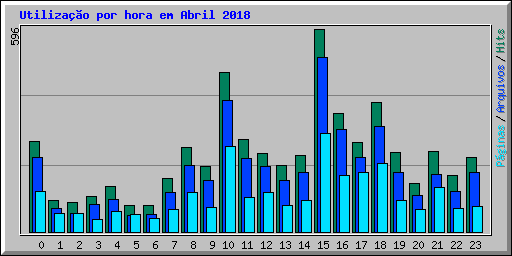 Utilização por hora em Abril 2018
596
Páginas / Arquivos / Hits
0 1 2 3 4 5 6 7 8 9 10 11 12 13 14 15 16 17 18 19 20 21 22 23